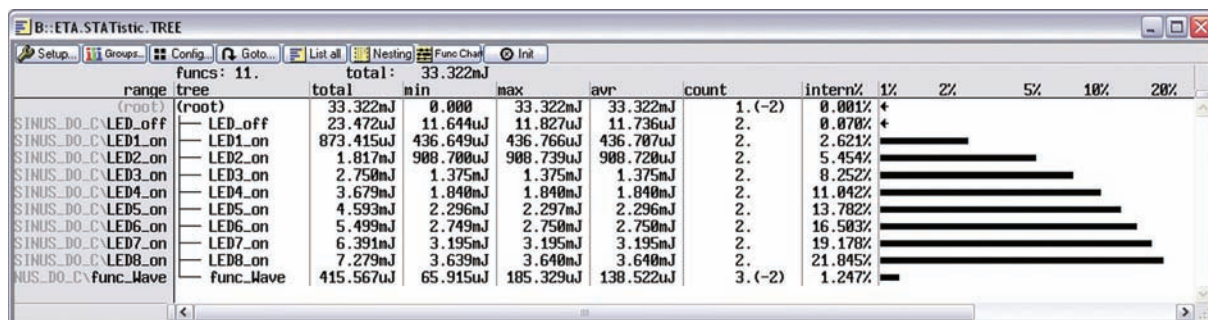 B::ETA.STATistic.TREE
Setup... Groups... Config... Goto... List all Nesting Func Chart Init
funcs: 11. total: 33.322mJ
range tree total min max avr count intern% 1% 2% 5% 10% 20%
(root) (root) 33.322mJ 0.000 33.322mJ 33.322mJ 1.(-2) 0.001%
SINUS_DO_C\LED_off LED_off 23.472uJ 11.644uJ 11.827uJ 11.736uJ 2. 0.070%
SINUS_DO_C\LED1_on LED1_on 873.415uJ 436.649uJ 436.766uJ 436.707uJ 2. 2.621%
SINUS_DO_C\LED2_on LED2_on 1.817mJ 908.700uJ 908.739uJ 908.720uJ 2. 5.454%
SINUS_DO_C\LED3_on LED3_on 2.750mJ 1.375mJ 1.375mJ 1.375mJ 2. 8.252%
SINUS_DO_C\LED4_on LED4_on 3.679mJ 1.840mJ 1.840mJ 1.840mJ 2. 11.042%
SINUS_DO_C\LED5_on LED5_on 4.593mJ 2.296mJ 2.297mJ 2.296mJ 2. 13.782%
SINUS_DO_C\LED6_on LED6_on 5.499mJ 2.749mJ 2.750mJ 2.750mJ 2. 16.503%
SINUS_DO_C\LED7_on LED7_on 6.391mJ 3.195mJ 3.195mJ 3.195mJ 2. 19.178%
SINUS_DO_C\LED8_on LED8_on 7.279mJ 3.639mJ 3.640mJ 3.640mJ 2. 21.845%
NUS_DO_C\func_Wave func_Wave 415.567uJ 65.915uJ 185.329uJ 138.522uJ 3.(-2) 1.247%